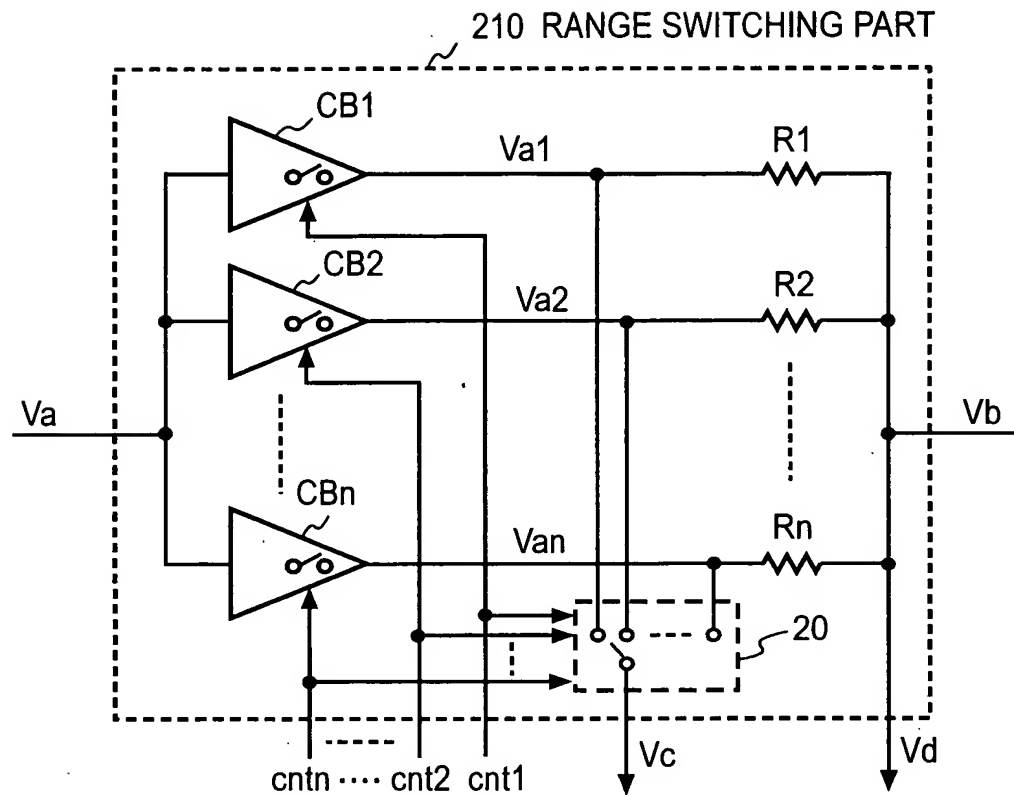 210 RANGE SWITCHING PART
CB1
Va1
R1
CB2
Va2
R2
Va
Vb
CBn
Van
Rn
20
cntn
cnt2
cnt1
Vc
Vd